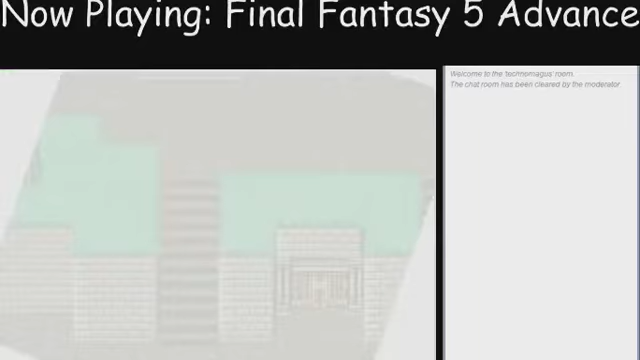 Now Playing: Final Fantasy 5 Advance
Welcome to the 'technomagus' room.
The chat room has been cleared by the moderator